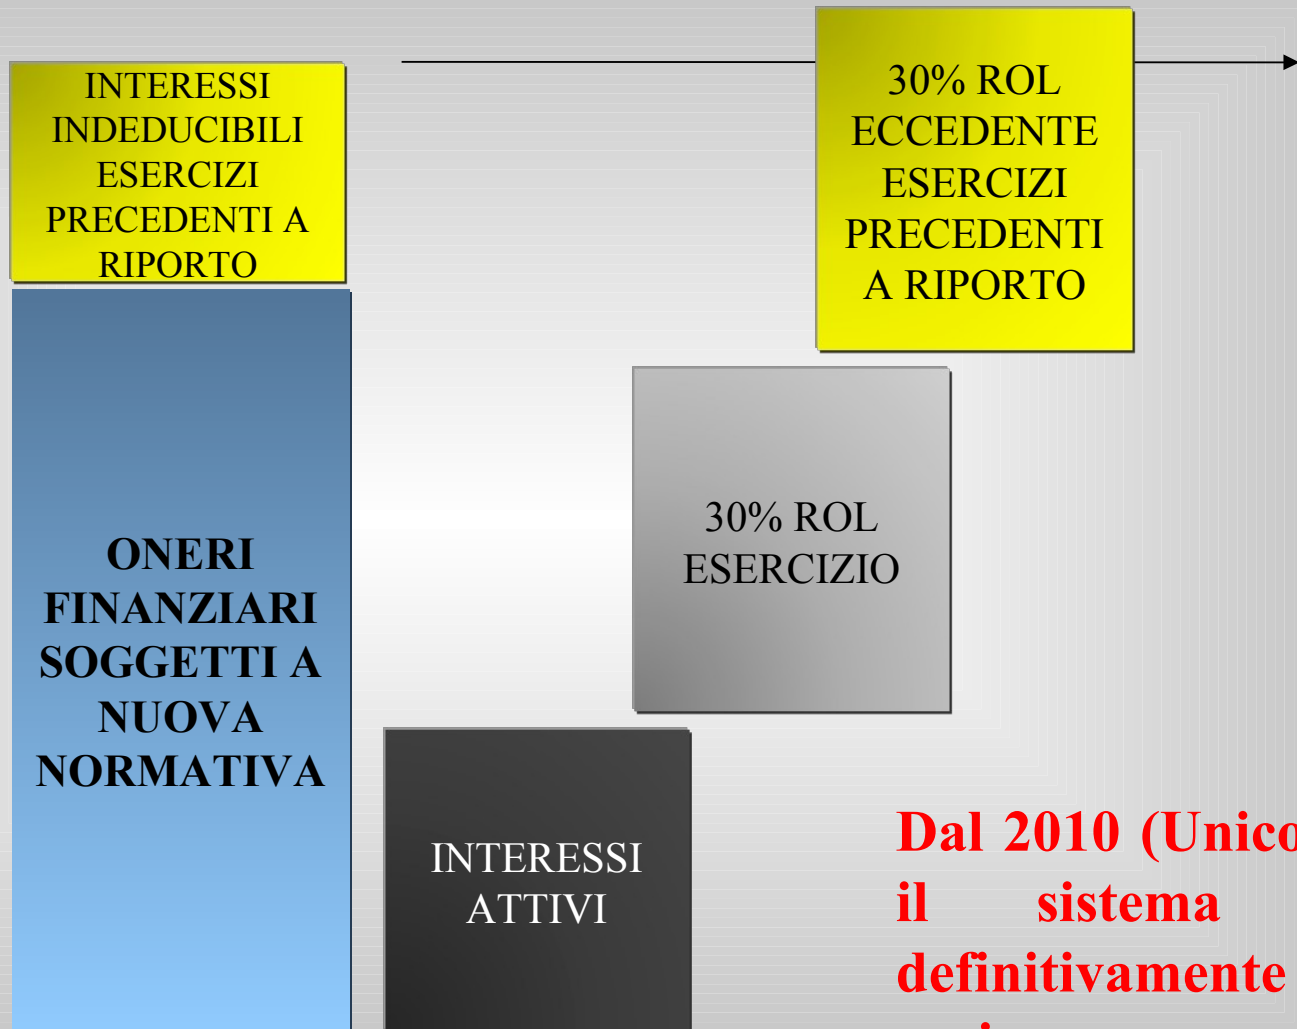 INTERESSI
INDEDUCIBILI
ESERCIZI
PRECEDENTI A
RIPORTO
30% ROL
ECCEDENTE
ESERCIZI
PRECEDENTI
A RIPORTO
ONERI
FINANZIARI
SOGGETTI A
NUOVA
NORMATIVA
30% ROL
ESERCIZIO
INTERESSI
ATTIVI
Dal 2010 (Unico
il sistema
definitivamente